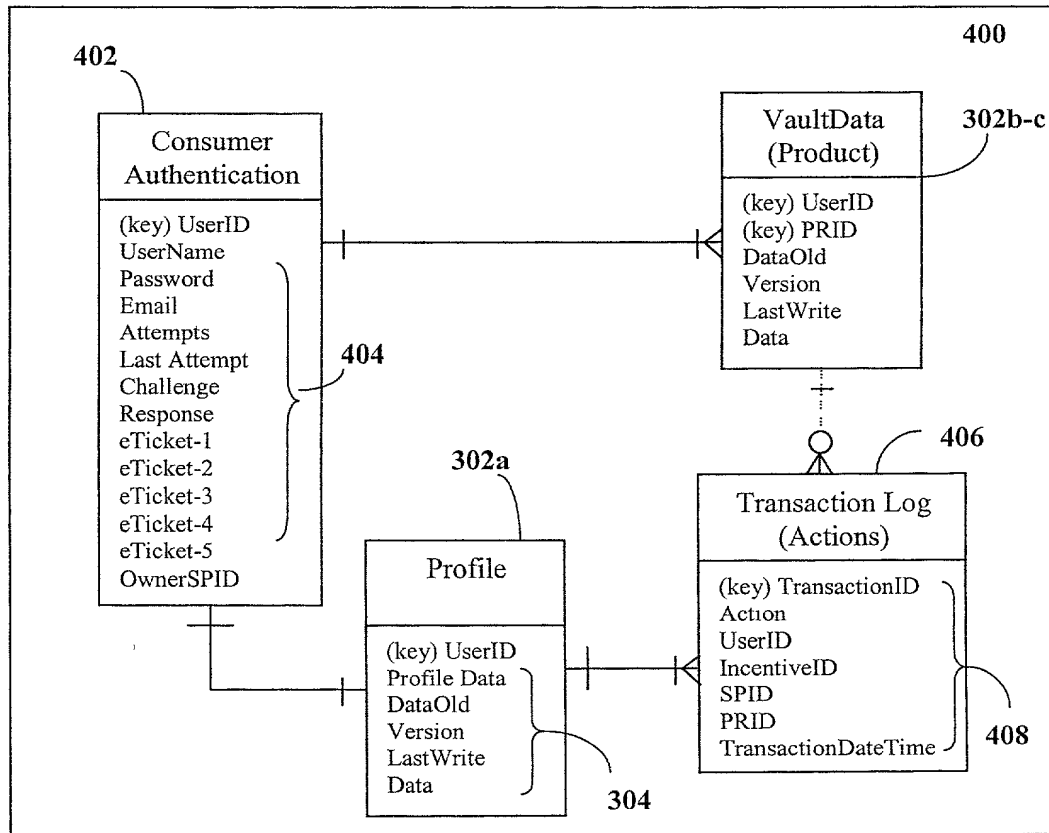 400
402
Consumer
Authentication
(key) UserID
UserName
Password
Email
Attempts
Last Attempt
Challenge
Response
eTicket-1
eTicket-2
eTicket-3
eTicket-4
eTicket-5
OwnerSPID
404
VaultData
(Product)
302b-c
(key) UserID
(key) PRID
DataOld
Version
LastWrite
Data
302a
Profile
(key) UserID
Profile Data
DataOld
Version
LastWrite
Data
304
406
Transaction Log
(Actions)
(key) TransactionID
Action
UserID
IncentiveID
SPID
PRID
TransactionDateTime
408